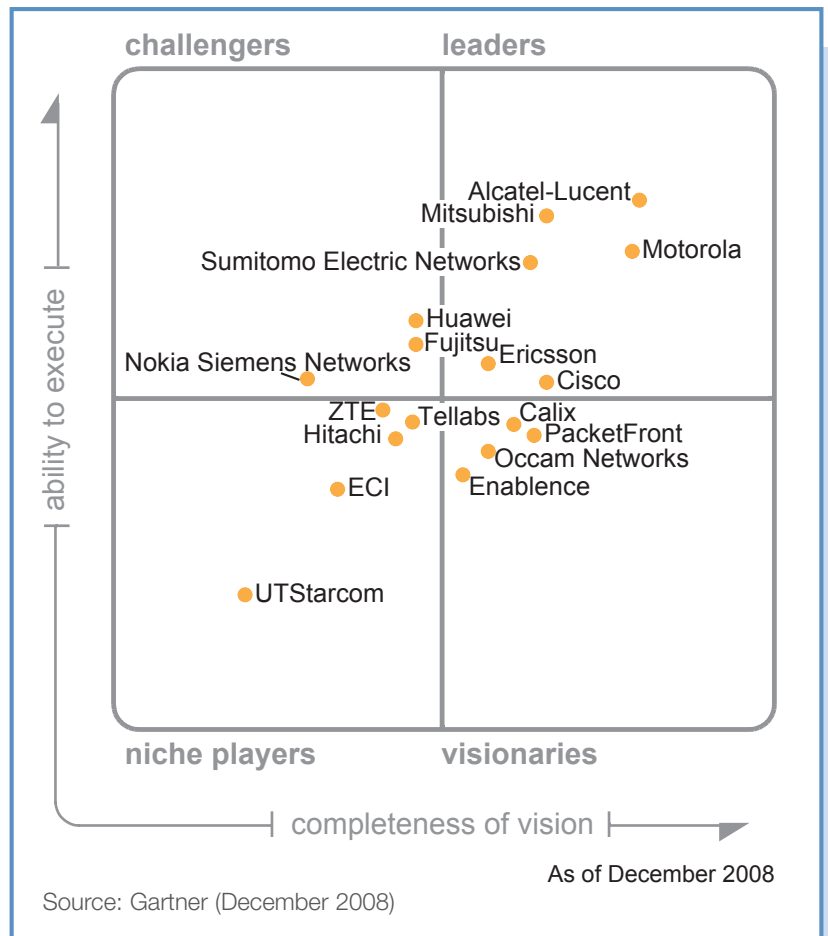 challengers
leaders
Alcatel-Lucent
Mitsubishi
Motorola
Sumitomo Electric Networks
Huawei
Fujitsu
Ericsson
Nokia Siemens Networks
Cisco
ZTE
Tellabs
Calix
Hitachi
PacketFront
Occam Networks
ECI
Enablence
UTStarcom
ability to execute
niche players
visionaries
completeness of vision
As of December 2008
Source: Gartner (December 2008)